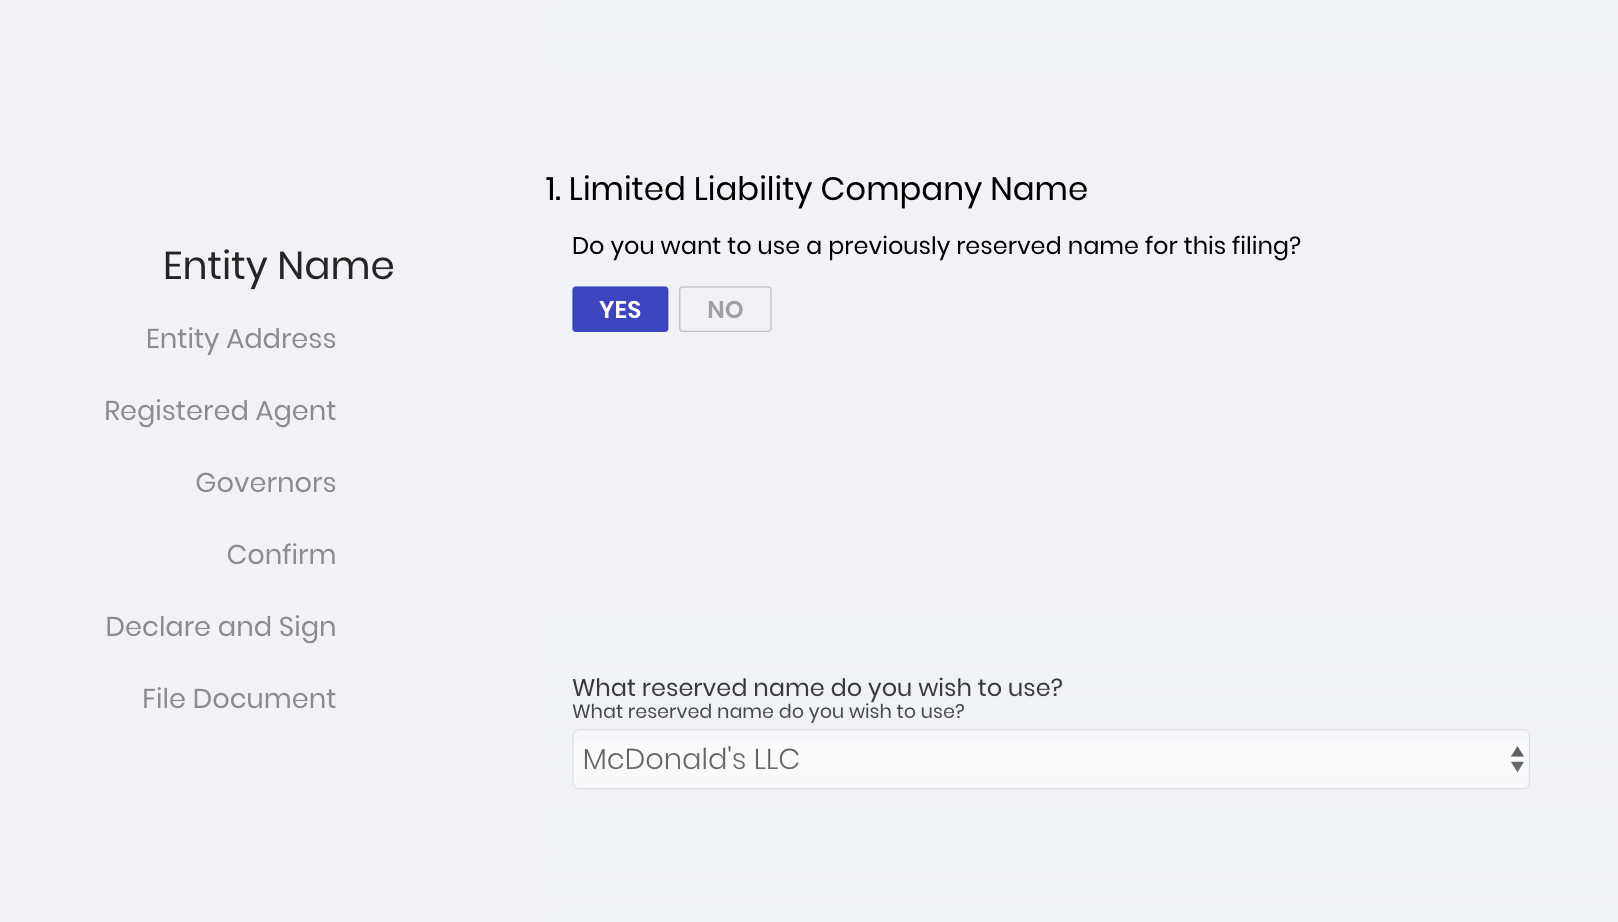 Entity Name
Entity Address
Registered Agent
Governors
Confirm
Declare and Sign
File Document
1. Limited Liability Company Name
Do you want to use a previously reserved name for this filing?
YES NO
What reserved name do you wish to use?
What reserved name do you wish to use?
McDonald's LLC